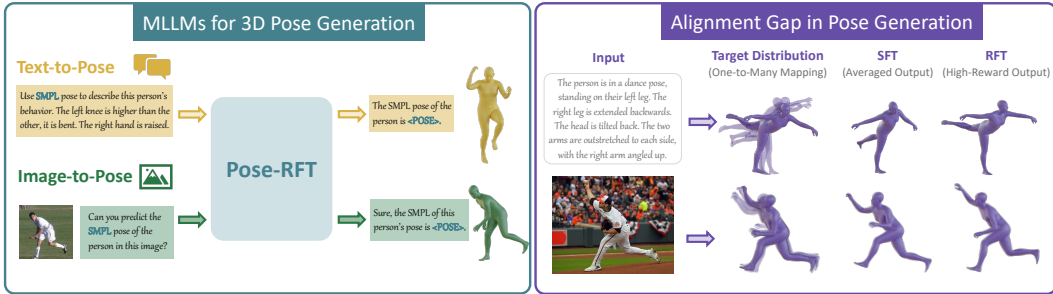 MLLMs for 3D Pose Generation
Text-to-Pose
Use SMPL pose to describe this person's
behavior. The left knee is higher than the
other, it is bent. The right hand is raised.
The SMPL pose of the
person is <POSE>.
Pose-RFT
Image-to-Pose
Can you predict the
SMPL pose of the
person in this image?
Sure, the SMPL of this
person's pose is <POSE>.
Alignment Gap in Pose Generation
Input
Target Distribution
(One-to-Many Mapping)
SFT
(Averaged Output)
RFT
(High-Reward Output)
The person is in a dance pose,
standing on their left leg. The
right leg is extended backwards.
The head is tilted back. The two
arms are outstretched to each side,
with the right arm angled up.